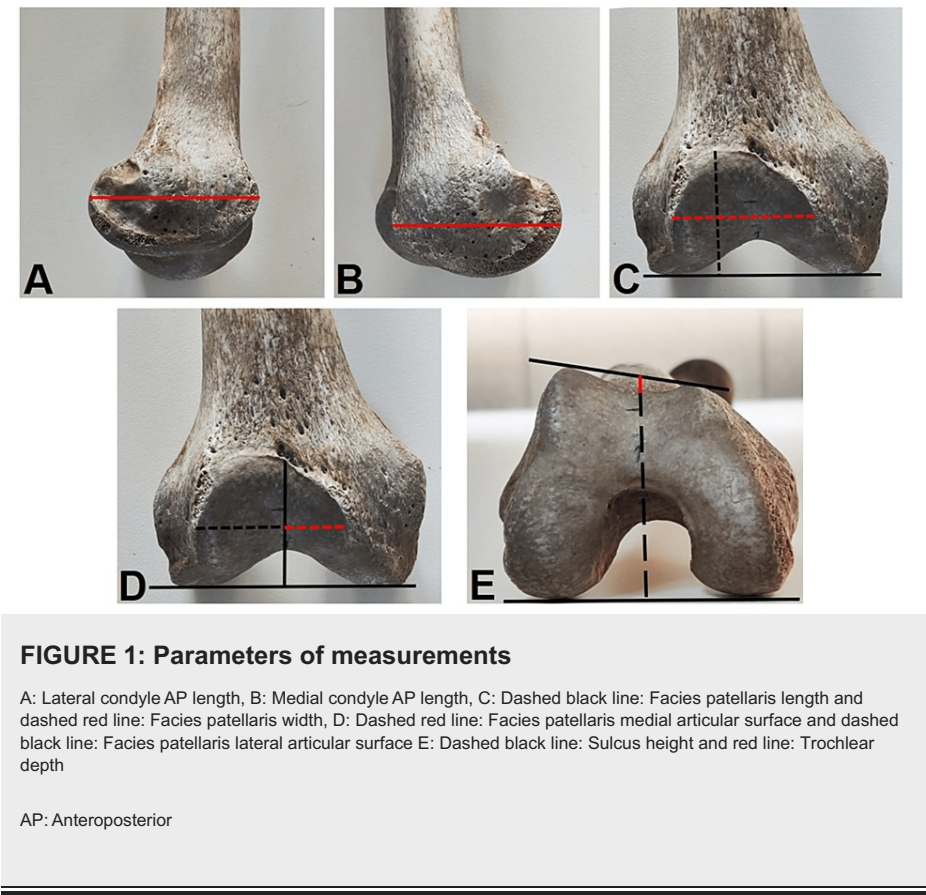 A
B
C
D
E
FIGURE 1: Parameters of measurements
A: Lateral condyle AP length, B: Medial condyle AP length, C: Dashed black line: Facies patellaris length and
dashed red line: Facies patellaris width, D: Dashed red line: Facies patellaris medial articular surface and dashed
black line: Facies patellaris lateral articular surface E: Dashed black line: Sulcus height and red line: Trochlear
depth
AP: Anteroposterior